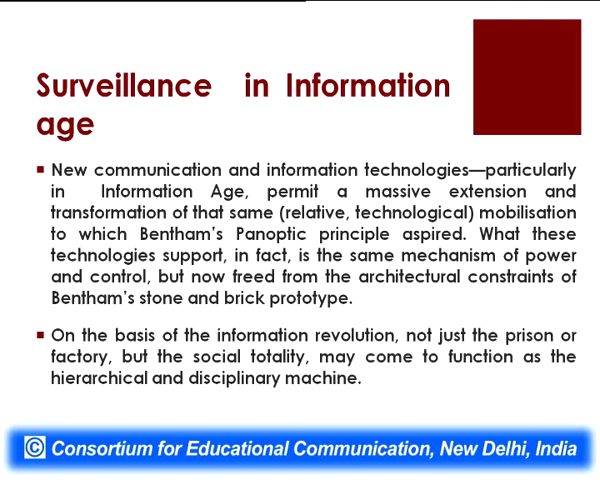 Surveillance in Information
age
▪ New communication and information technologies—particularly
in Information Age, permit a massive extension and
transformation of that same (relative, technological) mobilisation
to which Bentham's Panoptic principle aspired. What these
technologies support, in fact, is the same mechanism of power
and control, but now freed from the architectural constraints of
Bentham's stone and brick prototype.
▪ On the basis of the information revolution, not just the prison or
factory, but the social totality, may come to function as the
hierarchical and disciplinary machine.
© Consortium for Educational Communication, New Delhi, India